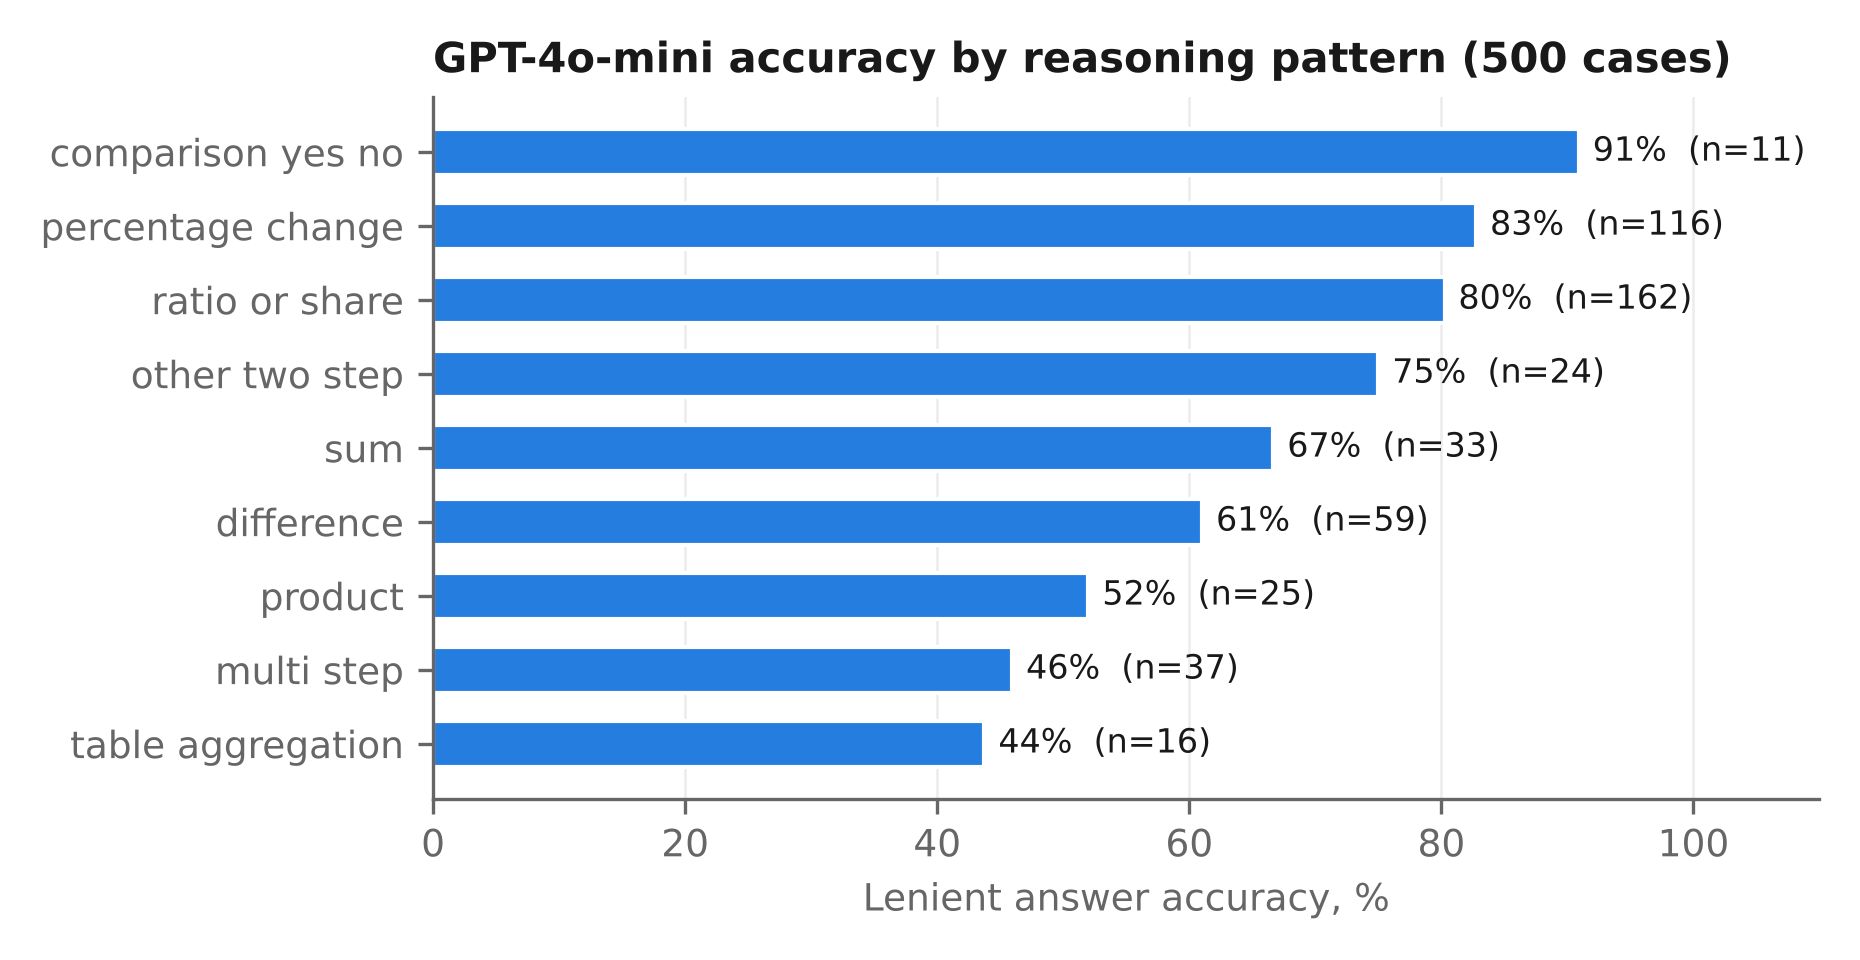 GPT-4o-mini accuracy by reasoning pattern (500 cases)
comparison yes no 91% (n=11)
percentage change 83% (n=116)
ratio or share 80% (n=162)
other two step 75% (n=24)
sum 67% (n=33)
difference 61% (n=59)
product 52% (n=25)
multi step 46% (n=37)
table aggregation 44% (n=16)
0 20 40 60 80 100
Lenient answer accuracy, %